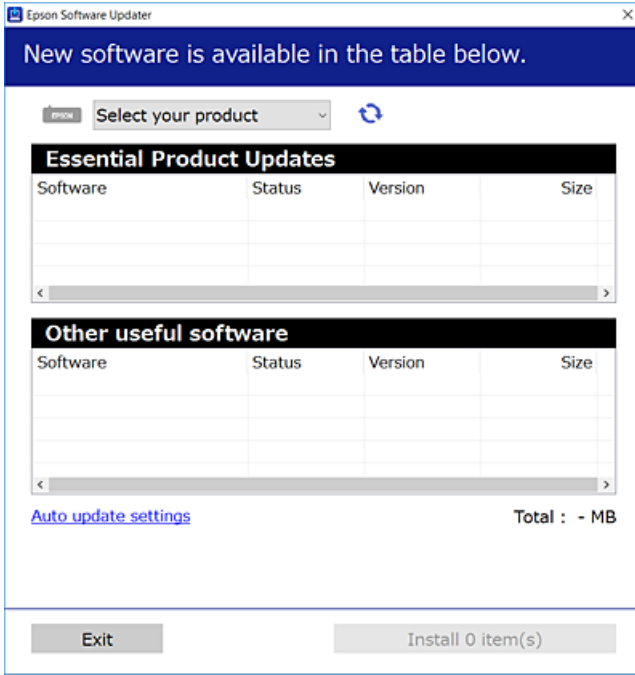 Epson Software Updater
New software is available in the table below.
EPSON Select your product
Essential Product Updates
Software Status Version Size
Other useful software
Software Status Version Size
Auto update settings Total : - MB
Exit Install 0 item(s)